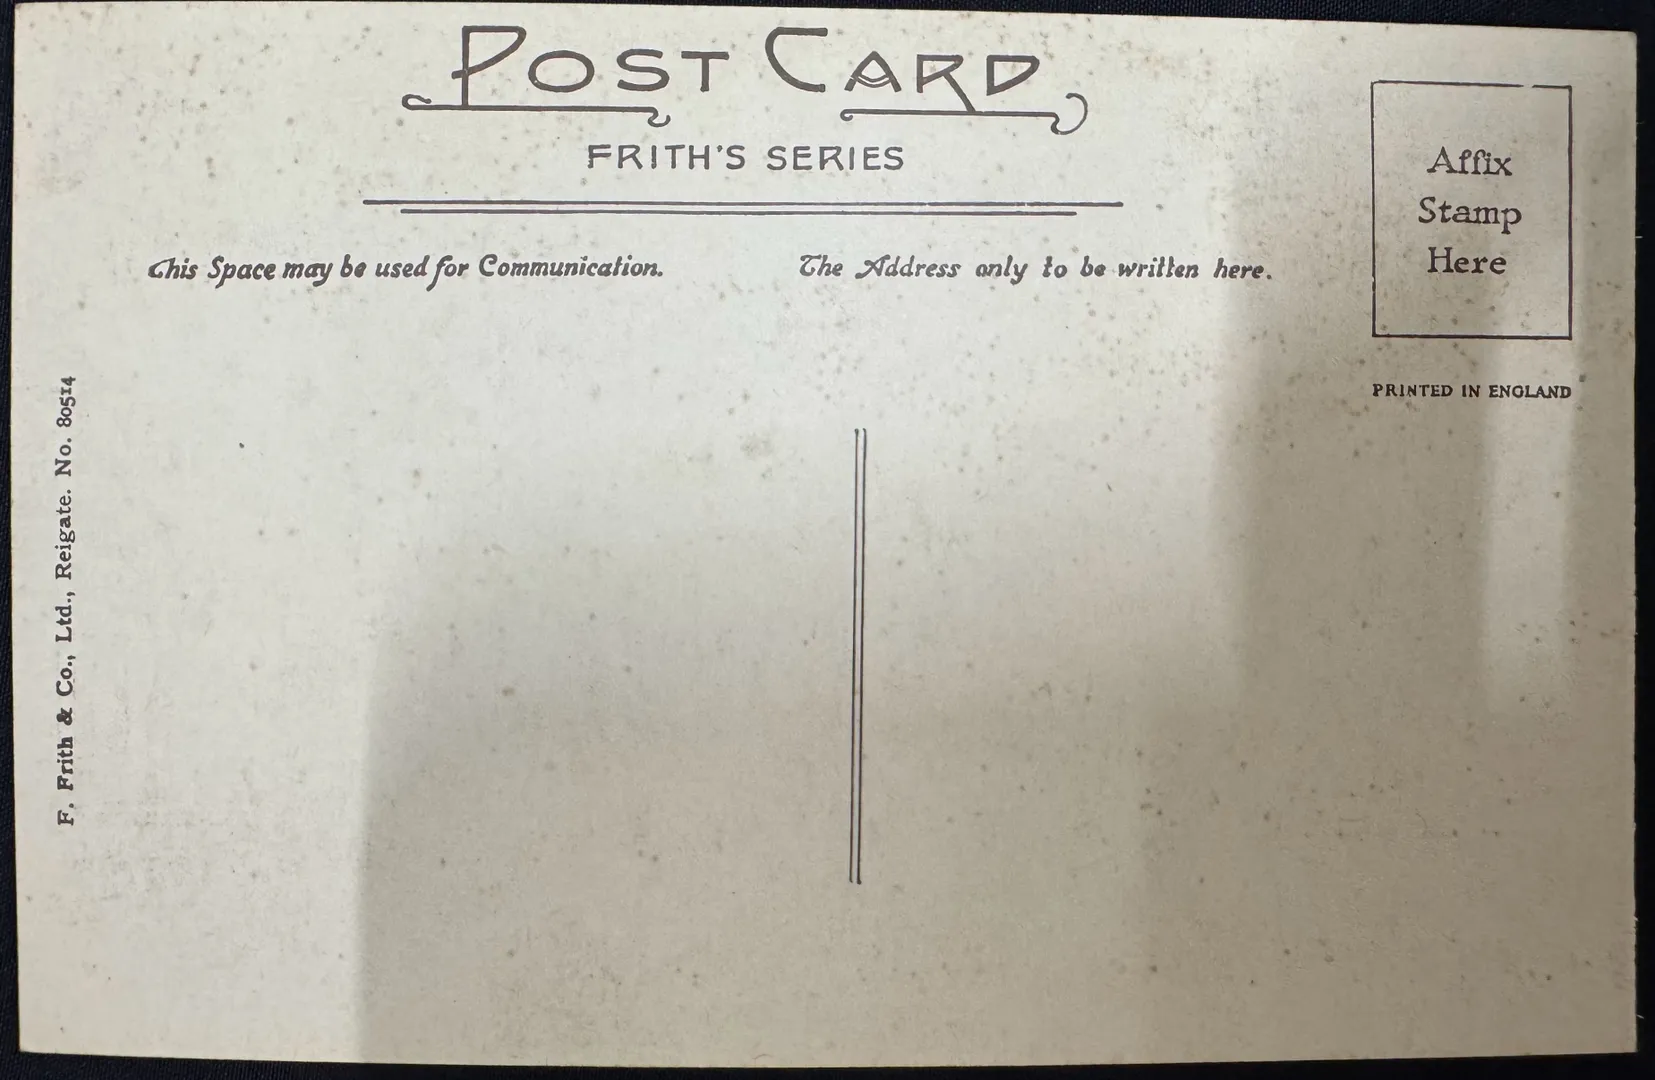 POST CARD
FRITH'S SERIES
This Space may be used for Communication.
The Address only to be written here.
Affix
Stamp
Here
PRINTED IN ENGLAND
F. Frith & Co., Ltd., Reigate. No. 80514